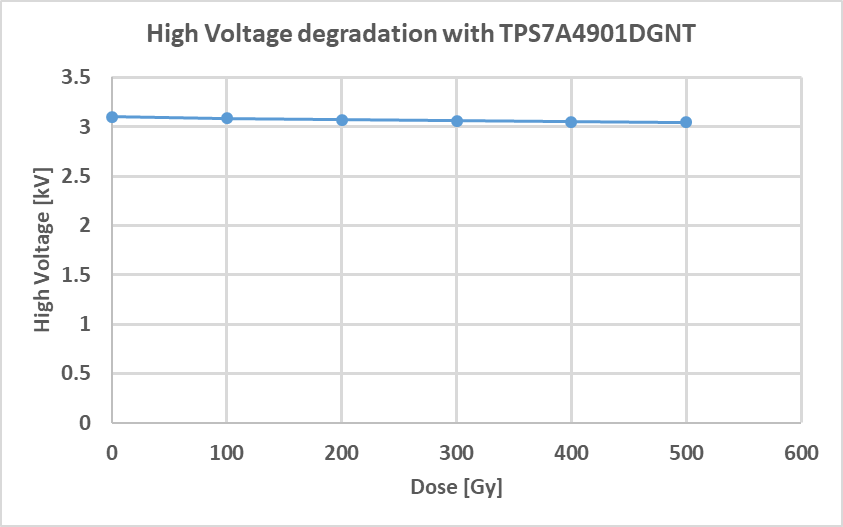 High Voltage degradation with TPS7A4901DGNT
3.5
3
2.5
2
1.5
1
0.5
0
High Voltage [kV]
0 100 200 300 400 500 600
Dose [Gy]